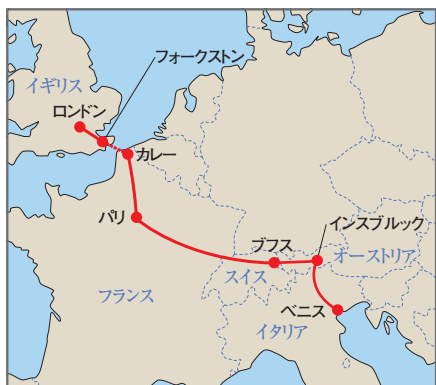 フォークストン
イギリス
ロンドン
カレー
パリ
ブフス
インスブルック
オーストリア
スイス
フランス
ベニス
イタリア